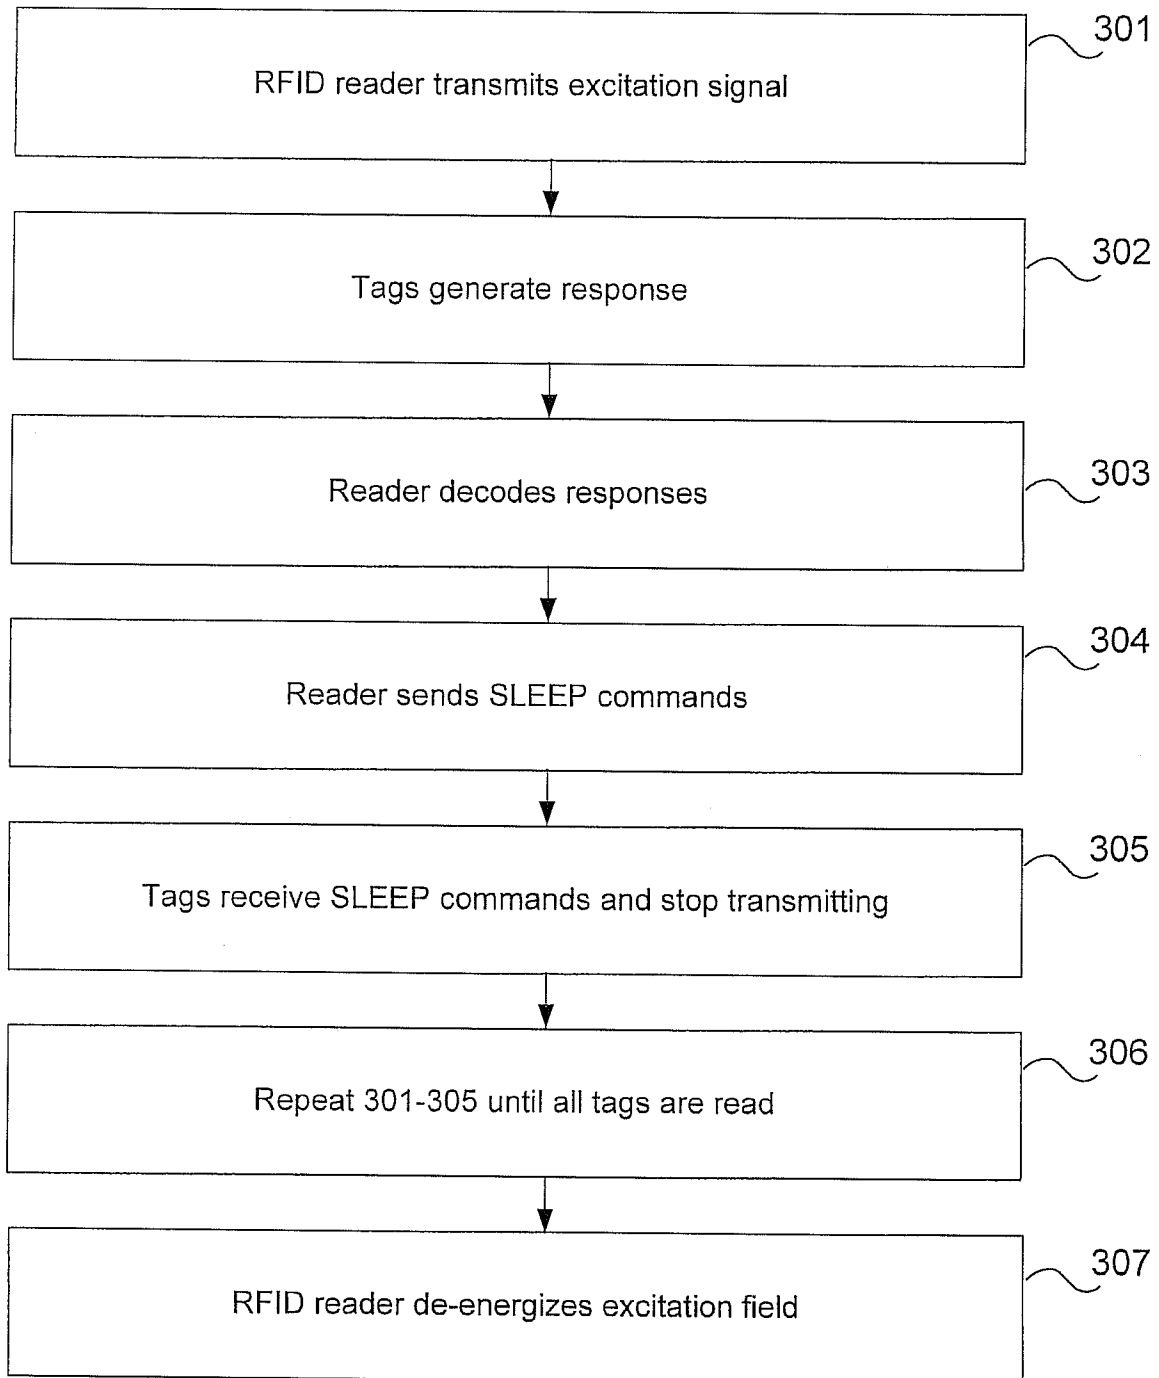 301
RFID reader transmits excitation signal
302
Tags generate response
303
Reader decodes responses
304
Reader sends SLEEP commands
305
Tags receive SLEEP commands and stop transmitting
306
Repeat 301-305 until all tags are read
307
RFID reader de-energizes excitation field